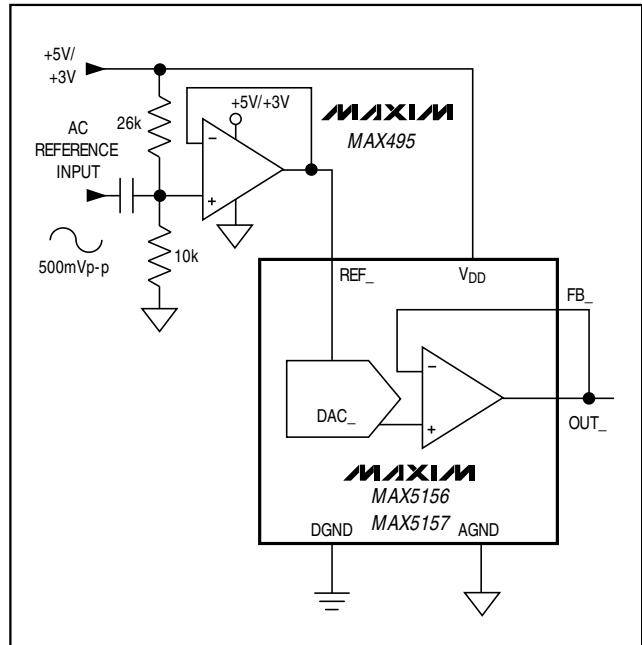 +5V/
+3V
26k
+5V/+3V
MAXIM
MAX495
AC
REFERENCE
INPUT
−
+
10k
500mVp-p
REF_
VDD
FB_
−
DAC_
+
OUT_
MAXIM
MAX5156
MAX5157
DGND
AGND